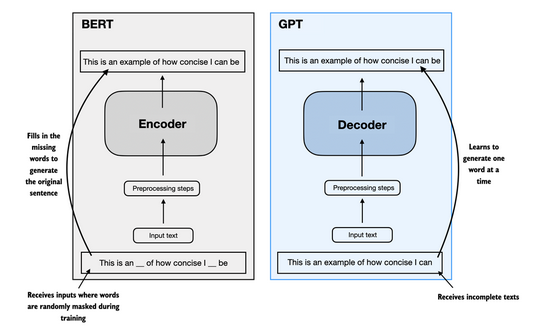 BERT
This is an example of how concise I can be
Encoder
Fills in the
missing
words to
generate
the original
sentence
Preprocessing steps
Input text
This is an __ of how concise I __ be
Receives inputs where words
are randomly masked during
training
GPT
This is an example of how concise I can be
Decoder
Learns to
generate one
word at a
time
Preprocessing steps
Input text
This is an example of how concise I can
Receives incomplete texts